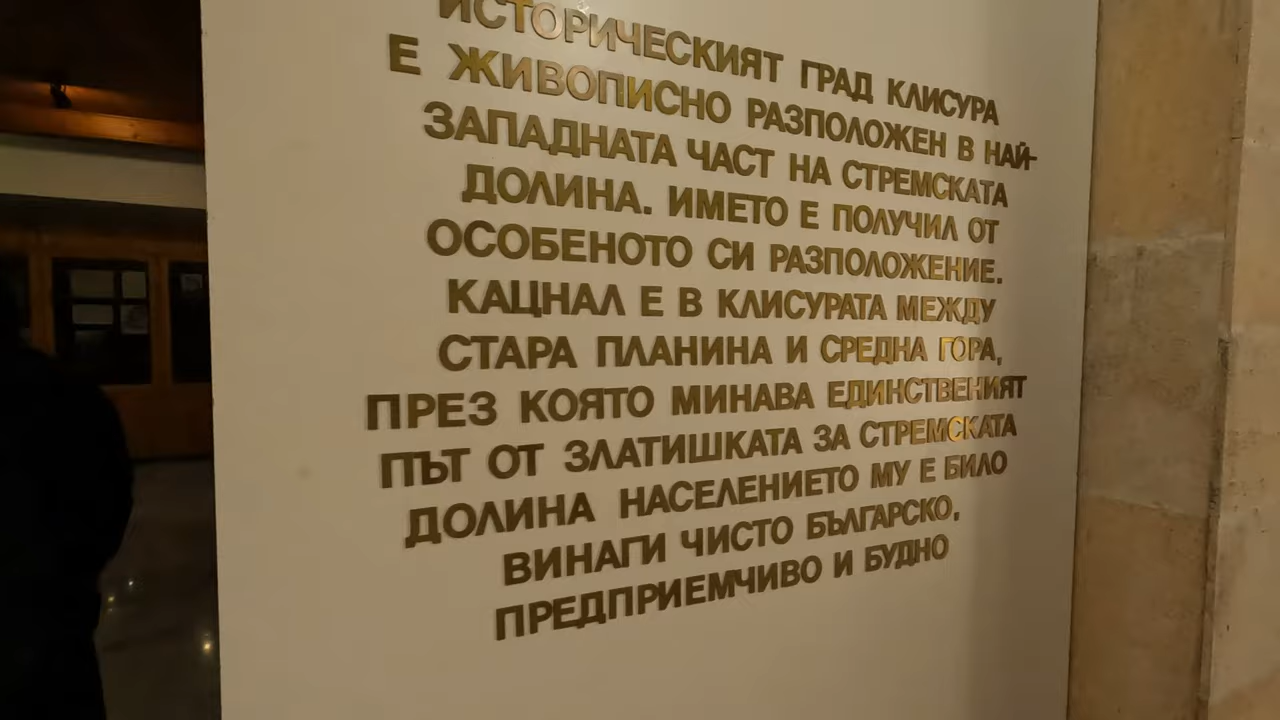 ИСТОРИЧЕСКИЯТ ГРАД КЛИСУРА
Е ЖИВОПИСНО РАЗПОЛОЖЕН В НАЙ-
ЗАПАДНАТА ЧАСТ НА СТРЕМСКАТА
ДОЛИНА. ИМЕТО Е ПОЛУЧИЛ ОТ
ОСОБЕНОТО СИ РАЗПОЛОЖЕНИЕ.
КАЦНАЛ Е В КЛИСУРАТА МЕЖДУ
СТАРА ПЛАНИНА И СРЕДНА ГОРА,
ПРЕЗ КОЯТО МИНАВА ЕДИНСТВЕНИЯТ
ПЪТ ОТ ЗЛАТИШКАТА ЗА СТРЕМСКАТА
ДОЛИНА НАСЕЛЕНИЕТО МУ Е БИЛО
ВИНАГИ ЧИСТО БЪЛГАРСКО,
ПРЕДПРИЕМЧИВО И БУДНО